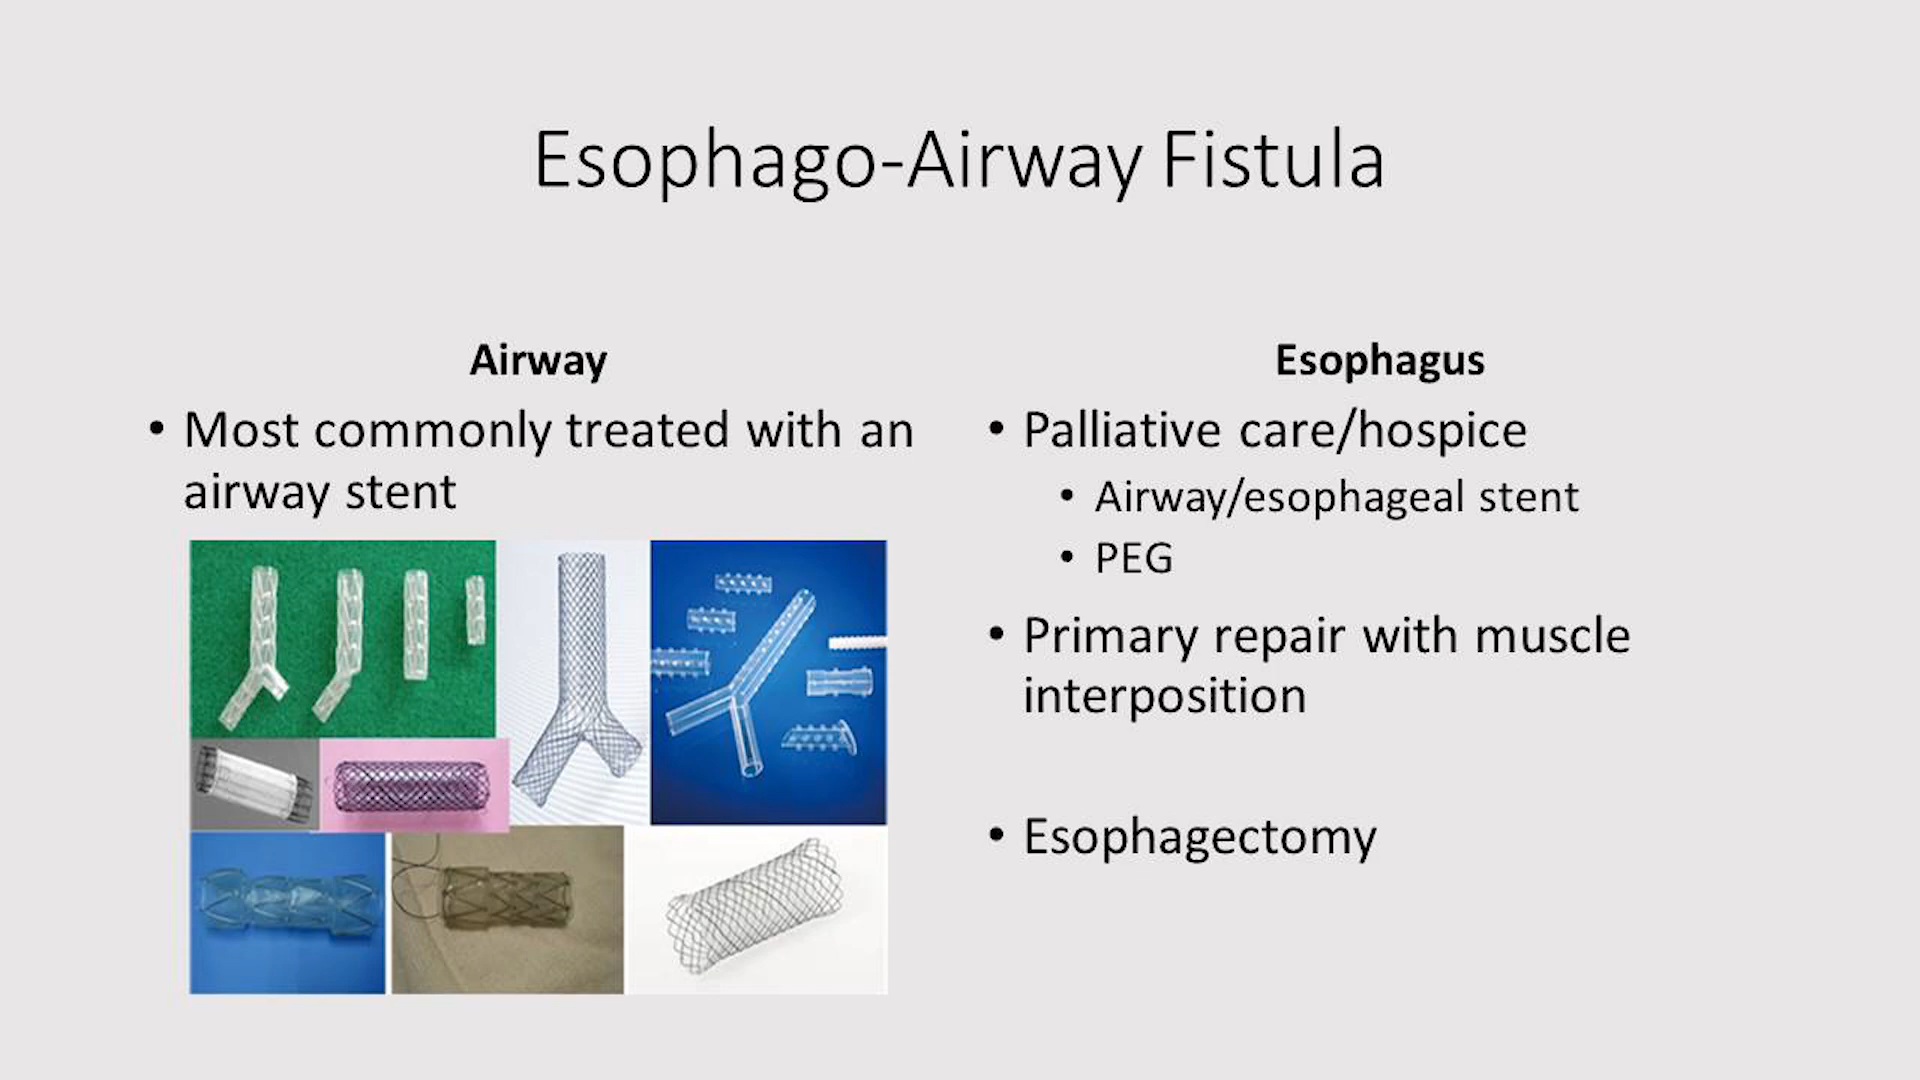 Esophago-Airway Fistula
Airway
• Most commonly treated with an
airway stent
Esophagus
• Palliative care/hospice
• Airway/esophageal stent
• PEG
• Primary repair with muscle
interposition
• Esophagectomy